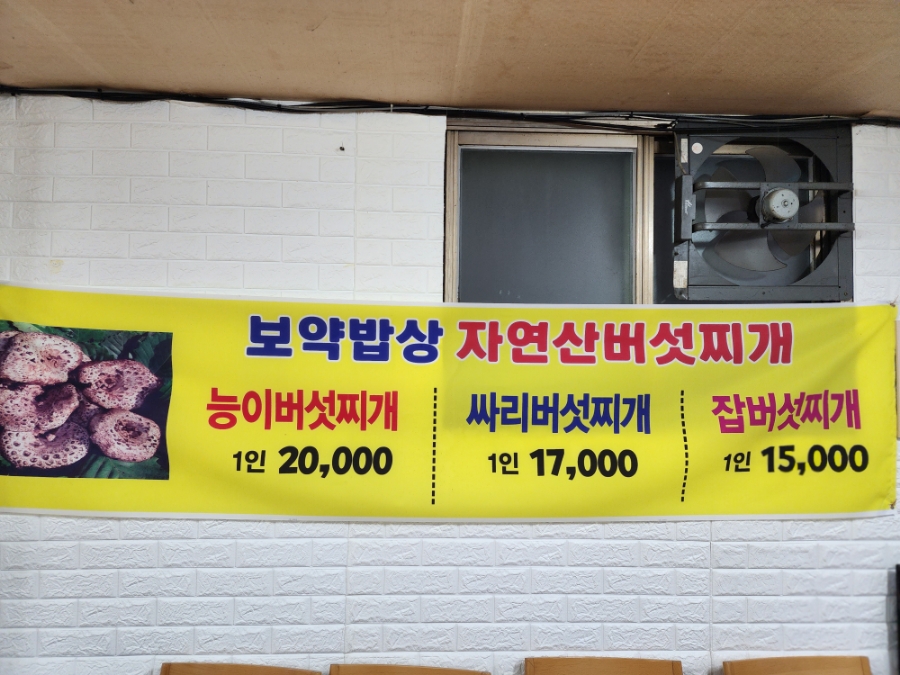 보약밥상 자연산버섯찌개
능이버섯찌개
1인 20,000
싸리버섯찌개
1인 17,000
잡버섯찌개
1인 15,000